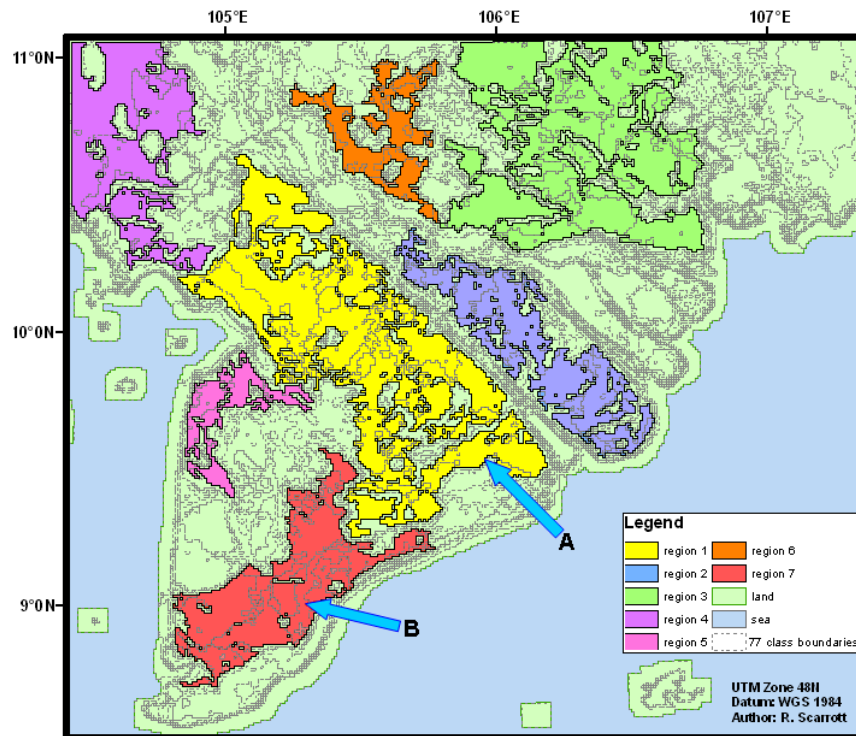 105°E 106°E 107°E
11°0N
10°0N
9°0N
A
B
Legend
region 1 region 6
region 2 region 7
region 3 land
region 4 sea
region 5 77 class boundaries
UTM Zone 48N
Datum: WGS 1984
Author: R. Scarrott